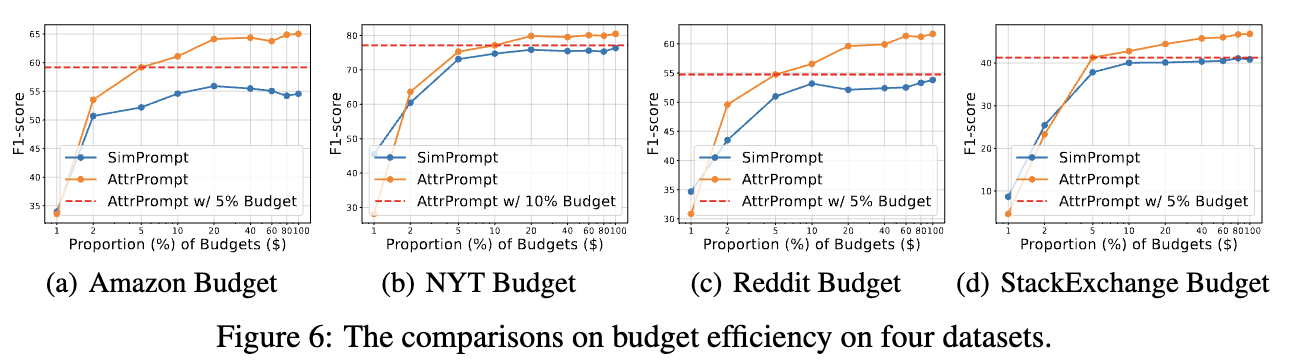 F1-score
65
60
55
50
45
40
35
SimPrompt
AttrPrompt
AttrPrompt w/ 5% Budget
1 2 5 10 20 40 60 80 100
Proportion (%) of Budgets ($)
(a) Amazon Budget
F1-score
80
70
60
50
40
30
SimPrompt
AttrPrompt
AttrPrompt w/ 10% Budget
1 2 5 10 20 40 60 80 100
Proportion (%) of Budgets ($)
(b) NYT Budget
F1-score
60
55
50
45
40
35
30
SimPrompt
AttrPrompt
AttrPrompt w/ 5% Budget
1 2 5 10 20 40 60 80 100
Proportion (%) of Budgets ($)
(c) Reddit Budget
F1-score
40
30
20
10
SimPrompt
AttrPrompt
AttrPrompt w/ 5% Budget
1 2 5 10 20 40 60 80 100
Proportion (%) of Budgets ($)
(d) StackExchange Budget
Figure 6: The comparisons on budget efficiency on four datasets.